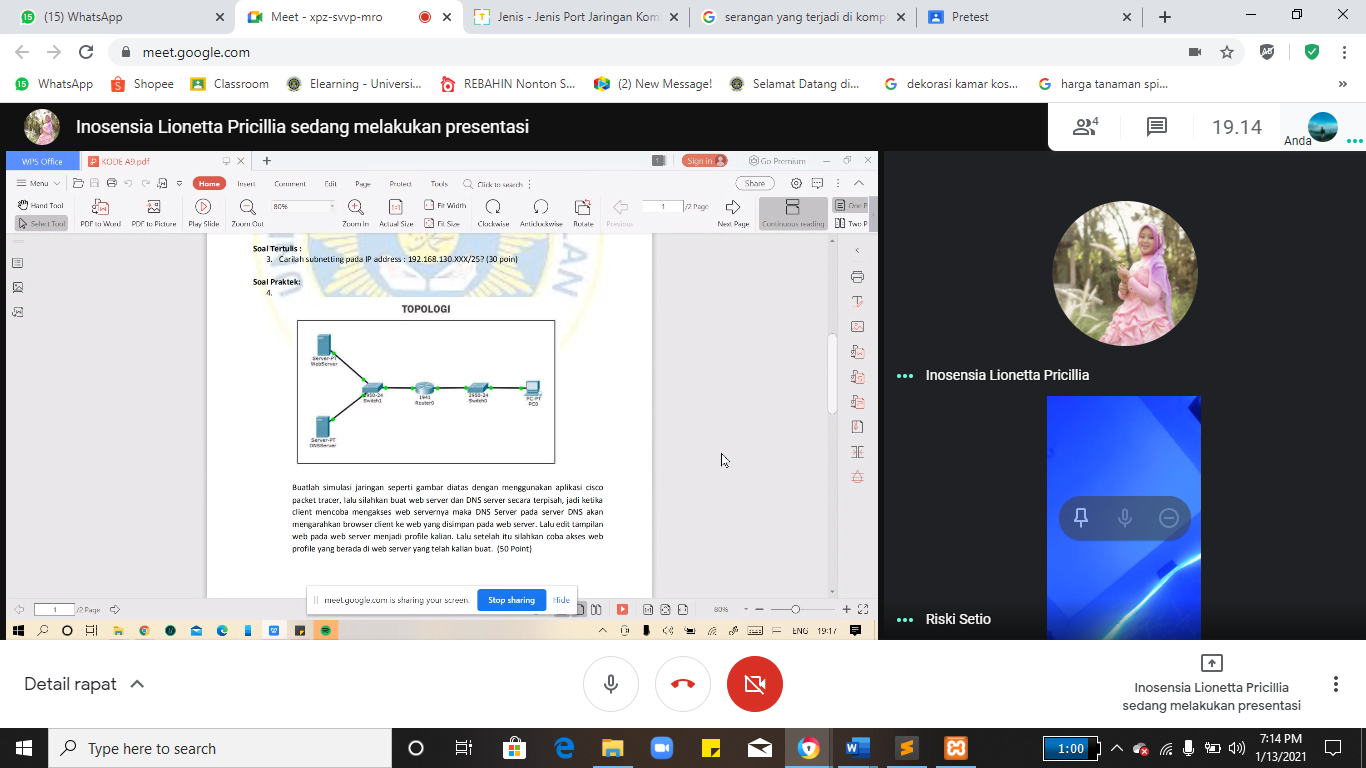 (15) WhatsApp
Meet - xpz-svvp-mro
Jenis - Jenis Port Jaringan Kom
serangan yang terjadi di komp
Pretest
meet.google.com
WhatsApp
Shopee
Classroom
Elearning - Universi...
REBAHIN Nonton S...
(2) New Message!
Selamat Datang di...
dekorasi kamar kos...
harga tanaman spi...
Inosensia Lionetta Pricillia sedang melakukan presentasi
4
19.14
Anda
WPS Office
KODE A9.pdf
1
Sign in
Go Premium
Menu
Home
Insert
Comment
Edit
Page
Protect
Tools
Click to search
Share
Hand Tool
Select Tool
PDF to Word
PDF to Picture
Play Slide
80%
Zoom Out
Zoom In
Actual Size
Fit Width
Fit Size
Clockwise
Anticlockwise
Rotate
Previous
1
/2 Page
Next Page
Continuous reading
One P
Two P
Soal Tertulis :
3. Carilah subnetting pada IP address : 192.168.130.XXX/25? (30 poin)
Soal Praktek:
4.
TOPOLOGI
Server-PT
WebServer
2950-24
Switch1
1941
Router0
2950-24
Switch0
PC-PT
PC0
Server-PT
DNSServer
Buatlah simulasi jaringan seperti gambar diatas dengan menggunakan aplikasi cisco
packet tracer, lalu silahkan buat web server dan DNS server secara terpisah, jadi ketika
client mencoba mengakses web servernya maka DNS Server pada server DNS akan
mengarahkan browser client ke web yang disimpan pada web server. Lalu edit tampilan
web pada web server menjadi profile kalian. Lalu setelah itu silahkan coba akses web
profile yang berada di web server yang telah kalian buat. (50 Point)
meet.google.com is sharing your screen.
Stop sharing
Hide
1
/2 Page
80%
ENG
19:17
Inosensia Lionetta Pricillia
Riski Setio
Detail rapat
Inosensia Lionetta Pricillia
sedang melakukan presentasi
Type here to search
1:00
7:14 PM
1/13/2021